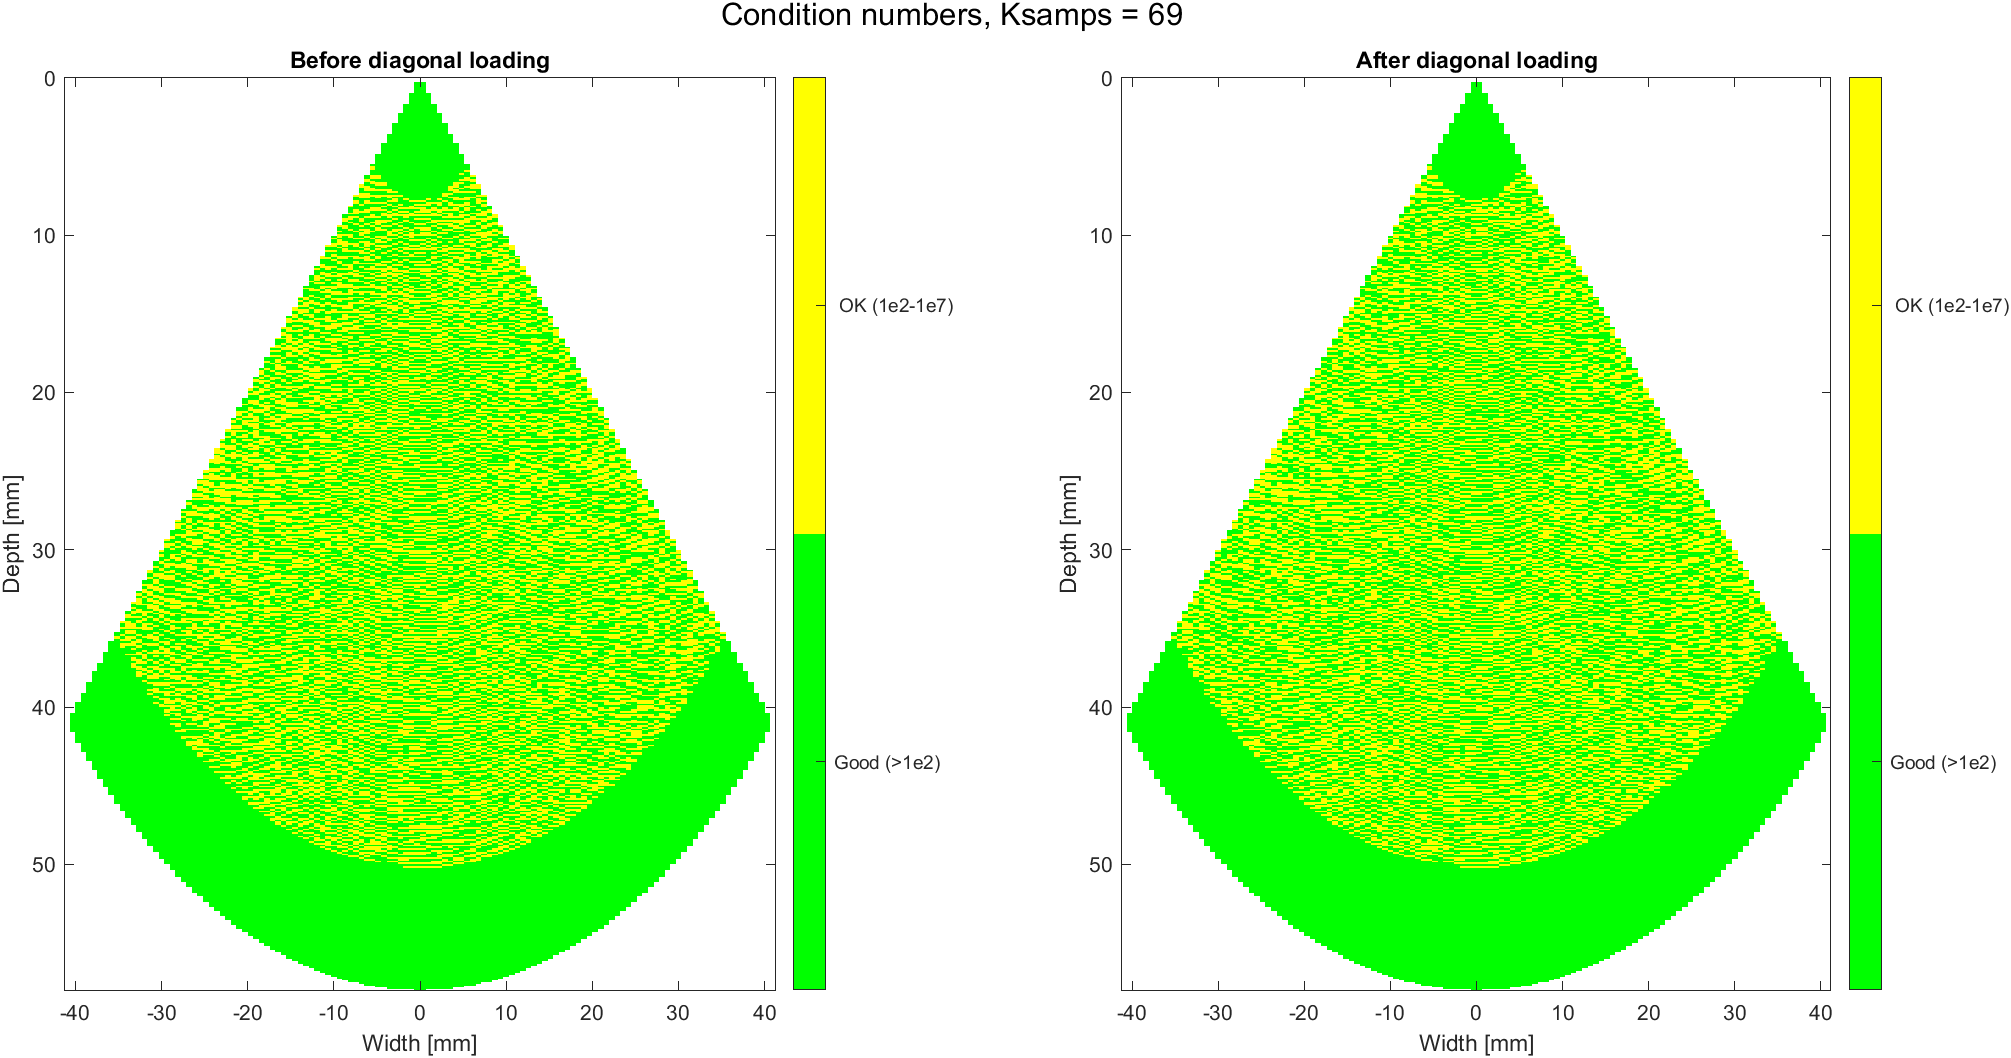 Condition numbers, Ksamps = 69
Before diagonal loading
0
10
20
30
40
50
Depth [mm]
-40 -30 -20 -10 0 10 20 30 40
Width [mm]
OK (1e2-1e7)
Good (>1e2)
After diagonal loading
0
10
20
30
40
50
Depth [mm]
-40 -30 -20 -10 0 10 20 30 40
Width [mm]
OK (1e2-1e7)
Good (>1e2)